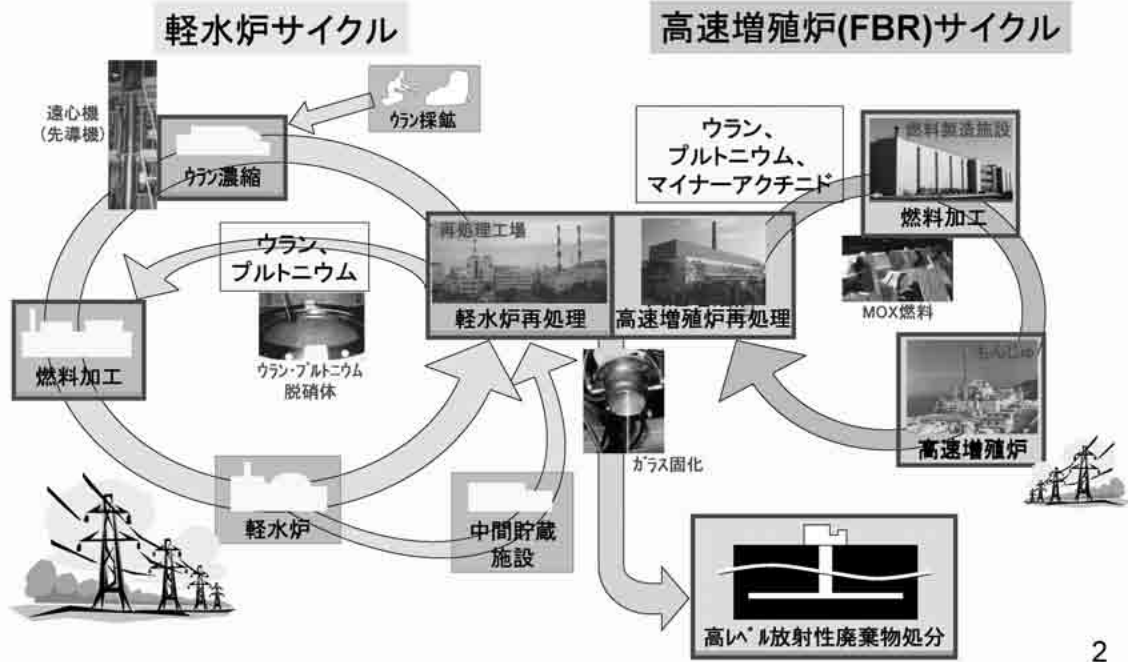 軽水炉サイクル
高速増殖炉(FBR)サイクル
遠心機
(先導機)
ウラン濃縮
ウラン採鉱
ウラン、
プルトニウム、
マイナーアクチニド
燃料製造施設
燃料加工
MOX燃料
ウラン、
プルトニウム
再処理工場
軽水炉再処理
高速増殖炉再処理
燃料加工
ウラン・プルトニウム
脱硝体
もんじゅ
高速増殖炉
ガラス固化
軽水炉
中間貯蔵
施設
高レベル放射性廃棄物処分
2